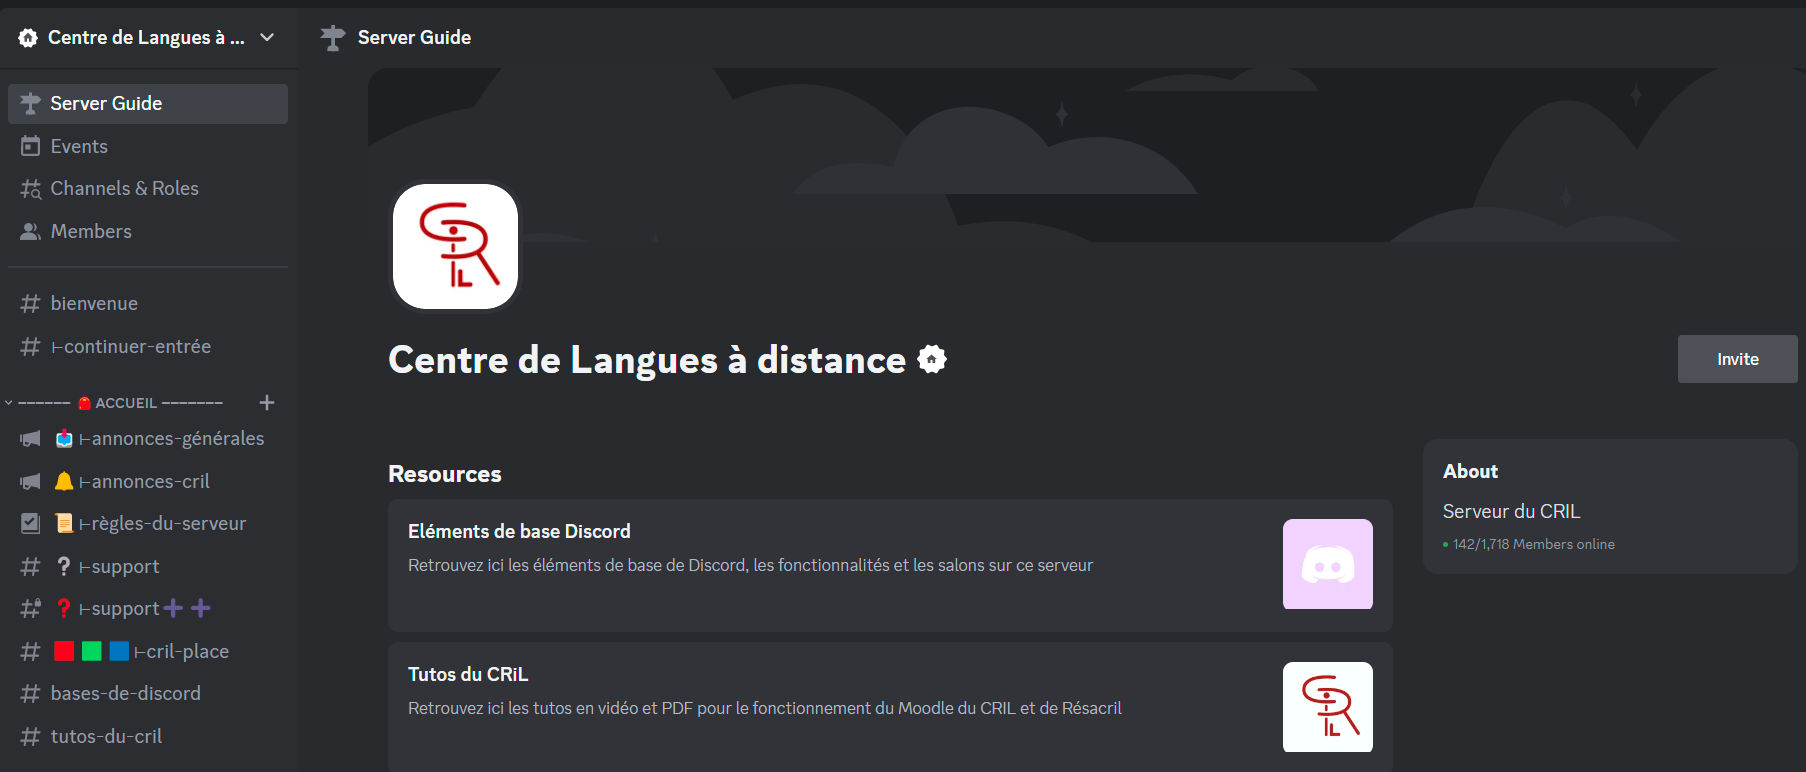 Centre de Langues à ...
Server Guide
Events
Channels & Roles
Members
bienvenue
⊢continuer-entrée
------ ACCUEIL -------
⊢annonces-générales
⊢annonces-cril
⊢règles-du-serveur
❔ ⊢support
❓ ⊢support➕ ➕
⊢cril-place
bases-de-discord
tutos-du-cril
Server Guide
CRIL
Centre de Langues à distance
Invite
Resources
Eléments de base Discord
Retrouvez ici les éléments de base de Discord, les fonctionnalités et les salons sur ce serveur
Tutos du CRiL
Retrouvez ici les tutos en vidéo et PDF pour le fonctionnement du Moodle du CRIL et de Résacril
CRIL
About
Serveur du CRIL
142/1,718 Members online